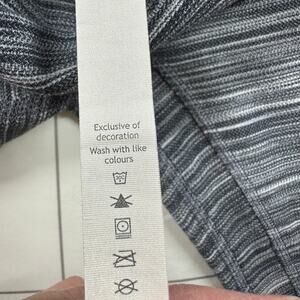 Exclusive of
decoration
Wash with like
colours